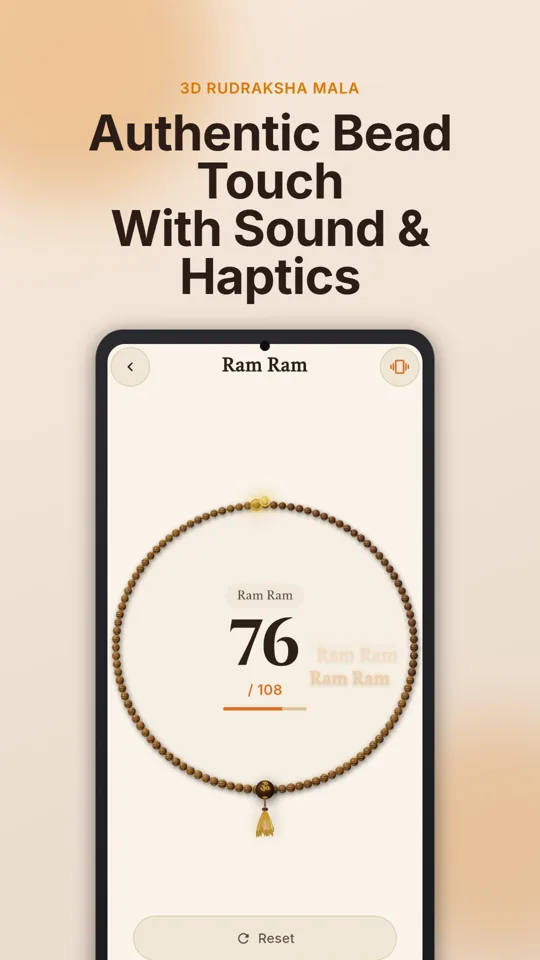 3D RUDRAKSHA MALA
Authentic Bead
Touch
With Sound &
Haptics
Ram Ram
Ram Ram
76
Ram Ram
Ram Ram
/ 108
ॐ
Reset